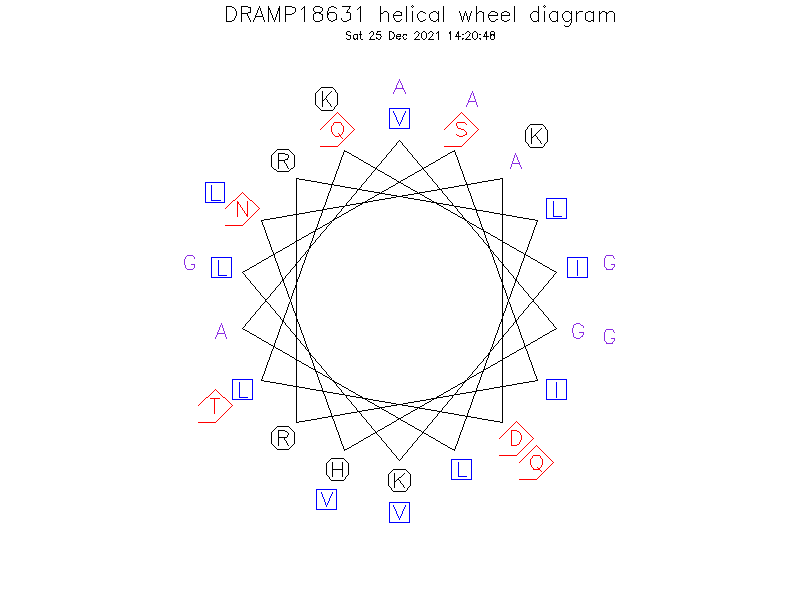 DRAMP18631 helical wheel diagram
Sat 25 Dec 2021 14:20:48
A
K A
V
Q S
K
R A
L
N L
G L I G
A G G
L I
T
R D
Q
H L
K
V
V